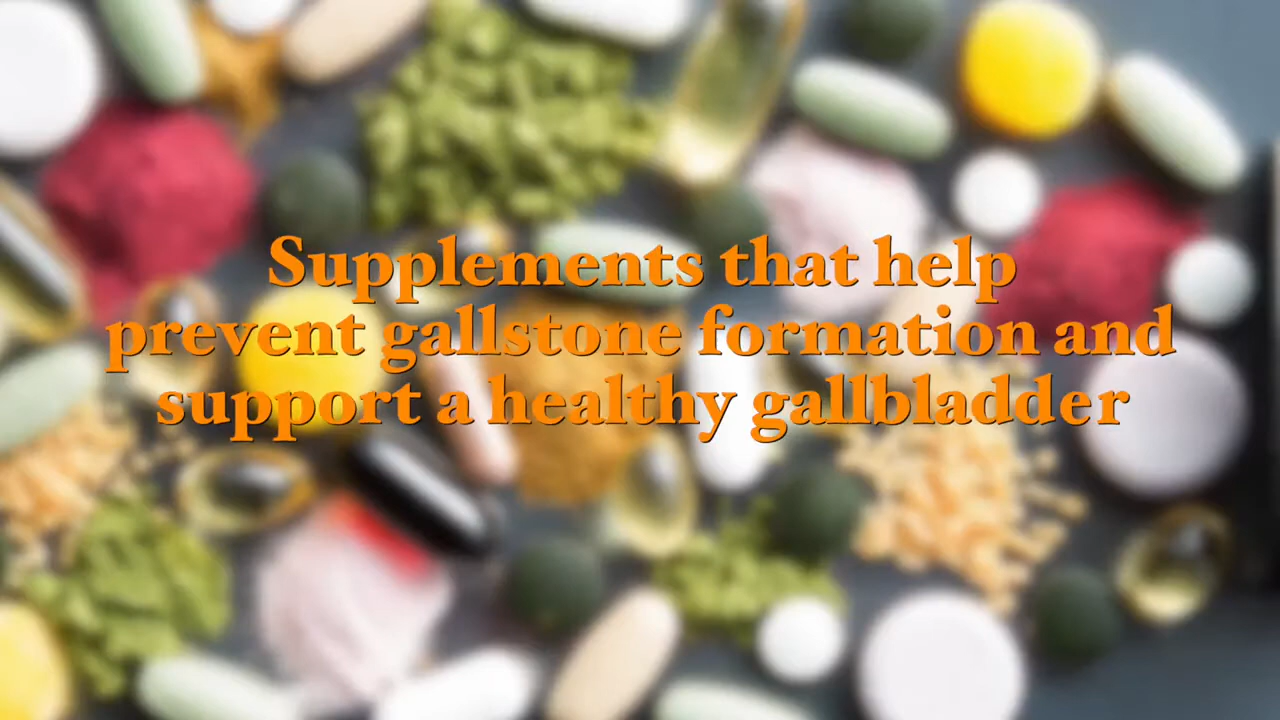 Supplements that help
prevent gallstone formation and
support a healthy gallbladder